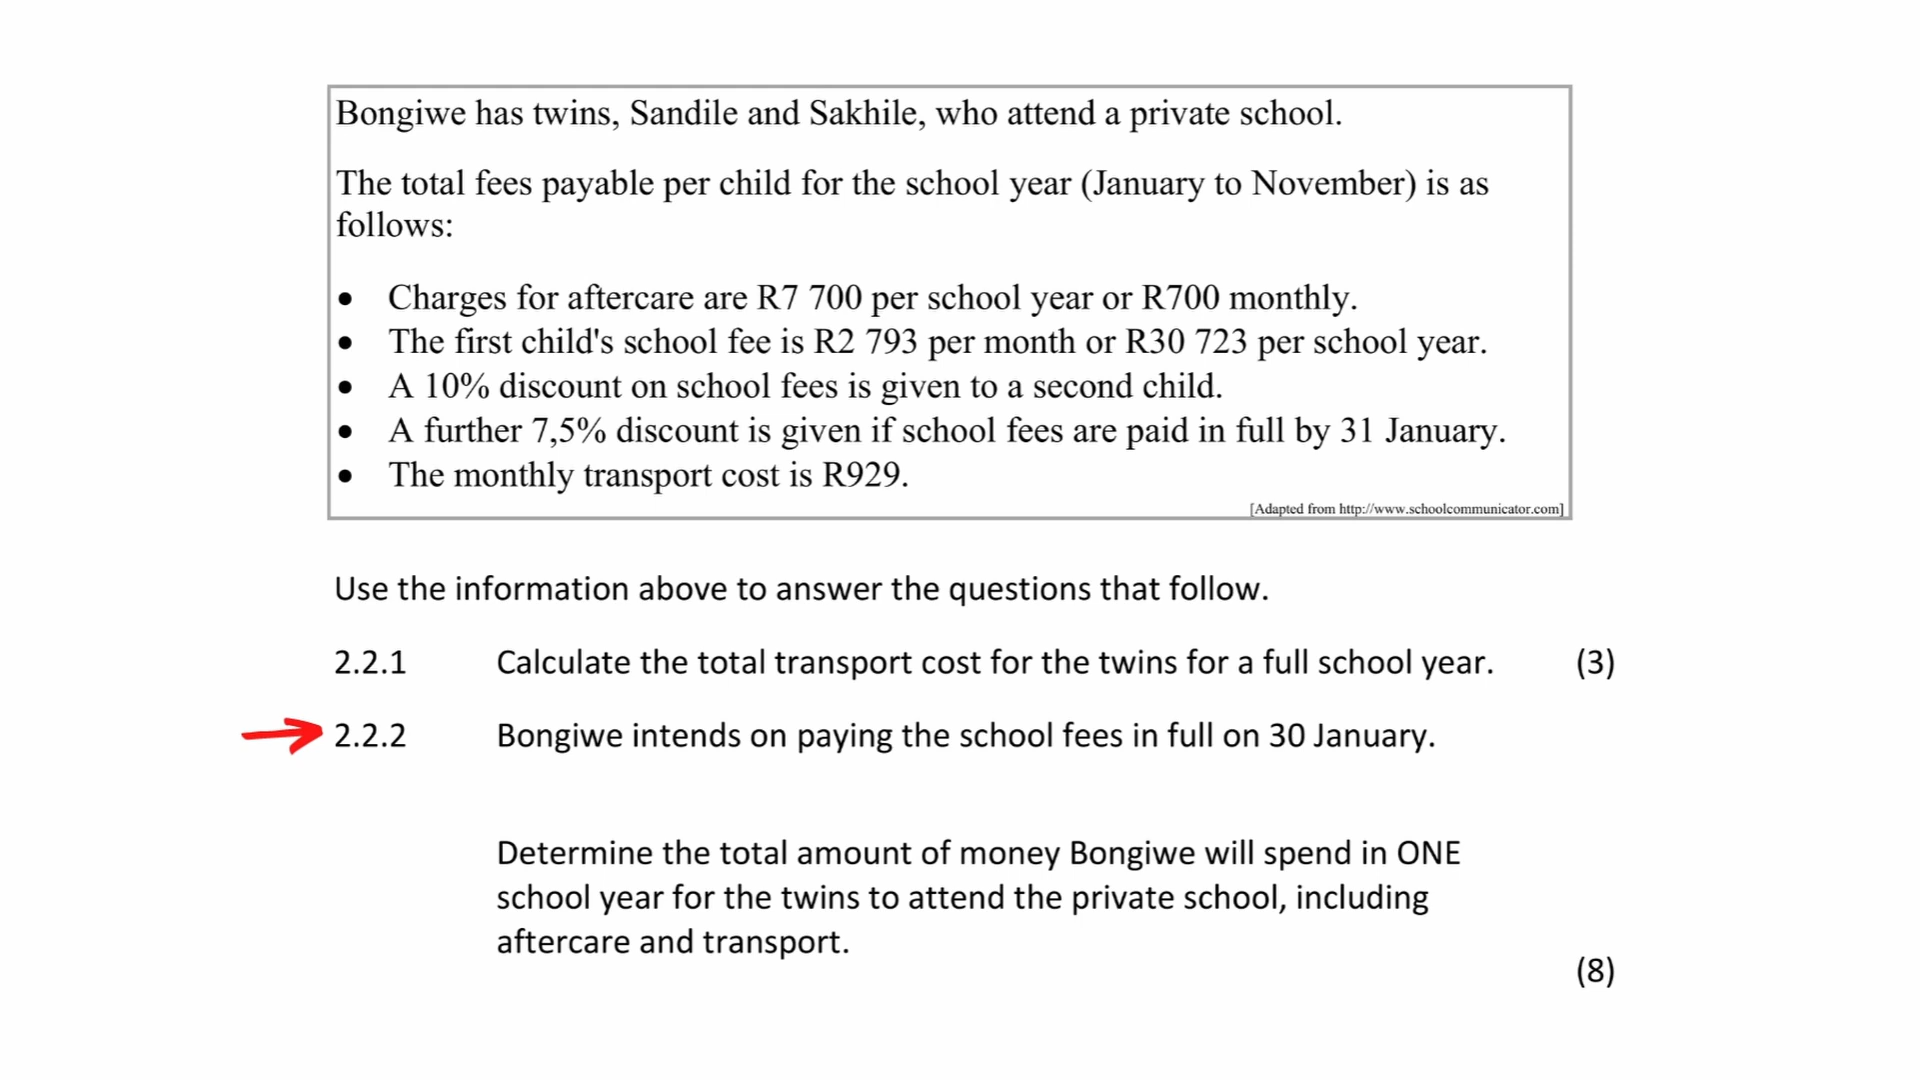 Bongiwe has twins, Sandile and Sakhile, who attend a private school.
The total fees payable per child for the school year (January to November) is as
follows:
• Charges for aftercare are R7 700 per school year or R700 monthly.
• The first child's school fee is R2 793 per month or R30 723 per school year.
• A 10% discount on school fees is given to a second child.
• A further 7,5% discount is given if school fees are paid in full by 31 January.
• The monthly transport cost is R929.
[Adapted from http://www.schoolcommunicator.com]
Use the information above to answer the questions that follow.
2.2.1 Calculate the total transport cost for the twins for a full school year. (3)
2.2.2 Bongiwe intends on paying the school fees in full on 30 January.
Determine the total amount of money Bongiwe will spend in ONE
school year for the twins to attend the private school, including
aftercare and transport.
(8)